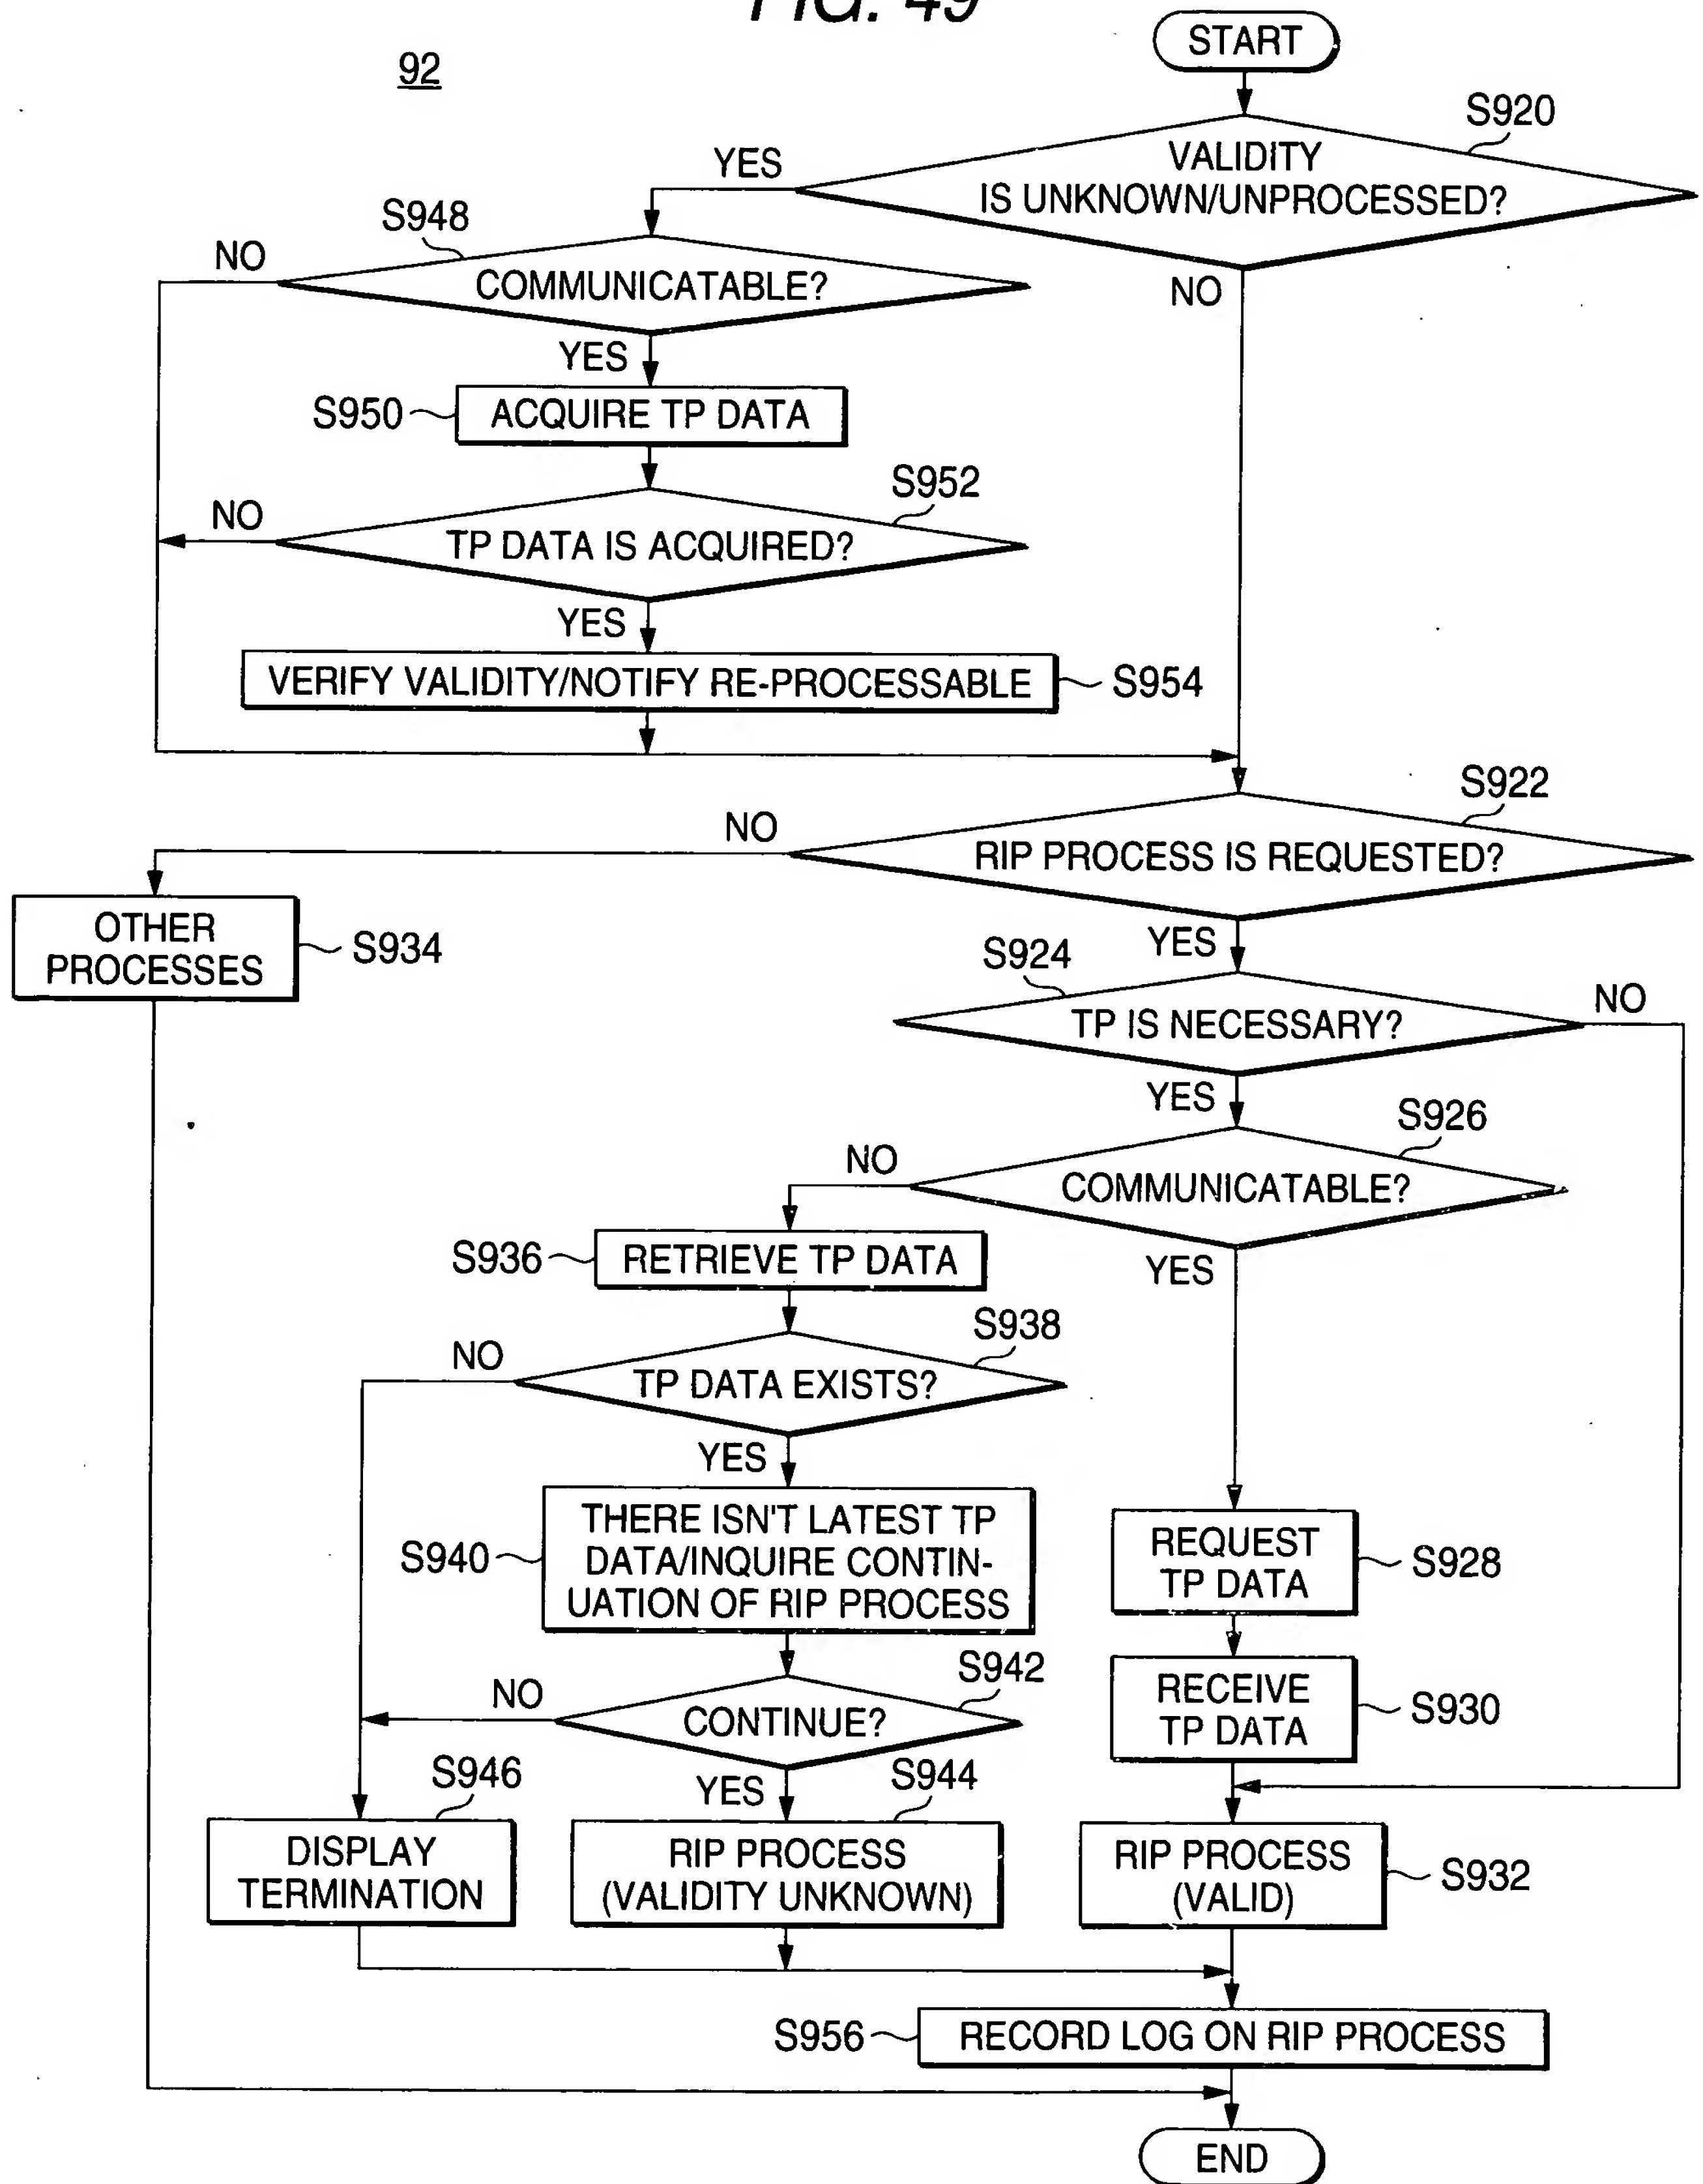 FIG. 49
92
START
S920
VALIDITY
IS UNKNOWN/UNPROCESSED?
YES
NO
S948
COMMUNICATABLE?
NO
YES
S950
ACQUIRE TP DATA
S952
TP DATA IS ACQUIRED?
NO
YES
VERIFY VALIDITY/NOTIFY RE-PROCESSABLE
S954
S922
RIP PROCESS IS REQUESTED?
NO
YES
OTHER
PROCESSES
S934
S924
TP IS NECESSARY?
NO
YES
S926
COMMUNICATABLE?
NO
YES
S936
RETRIEVE TP DATA
S938
TP DATA EXISTS?
NO
YES
S940
THERE ISN'T LATEST TP
DATA/INQUIRE CONTIN-
UATION OF RIP PROCESS
REQUEST
TP DATA
S928
S942
CONTINUE?
NO
YES
RECEIVE
TP DATA
S930
S946
DISPLAY
TERMINATION
S944
RIP PROCESS
(VALIDITY UNKNOWN)
RIP PROCESS
(VALID)
S932
S956
RECORD LOG ON RIP PROCESS
END